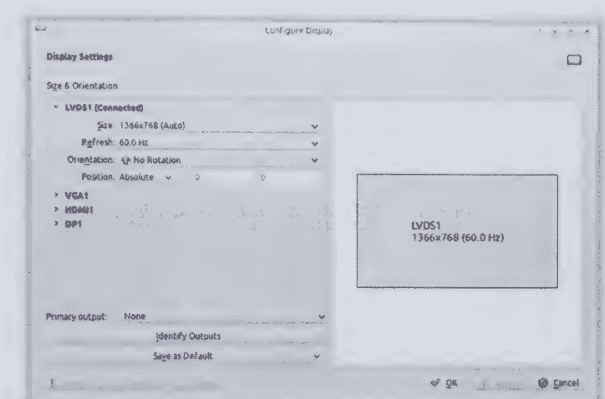 Configure Display
Display Settings
Size & Orientation
LVDS1 (Connected)
Size: 1366x768 (Auto)
Refresh: 60.0 Hz
Orientation: No Rotation
Position: Absolute 0 0
VGA1
HDMI1
DP1
LVDS1
1366x768 (60.0 Hz)
Primary output: None
Identify Outputs
Save as Default
OK
Cancel